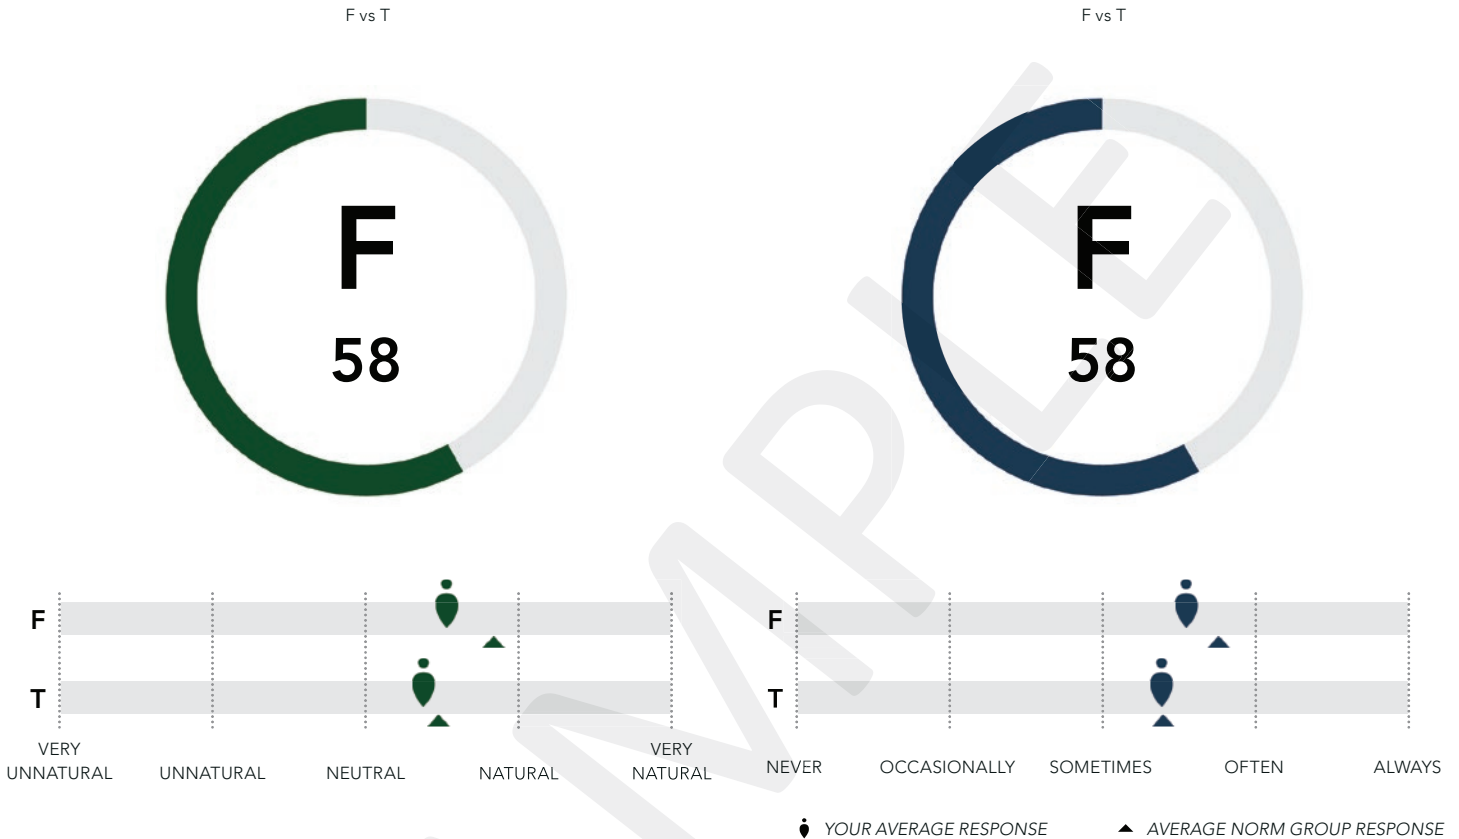 F vs T
F vs T
F
58
F
58
F
T
VERY
UNNATURAL
UNNATURAL
NEUTRAL
NATURAL
VERY
NATURAL
F
T
NEVER
OCCASIONALLY
SOMETIMES
OFTEN
ALWAYS
YOUR AVERAGE RESPONSE
AVERAGE NORM GROUP RESPONSE
MPLE